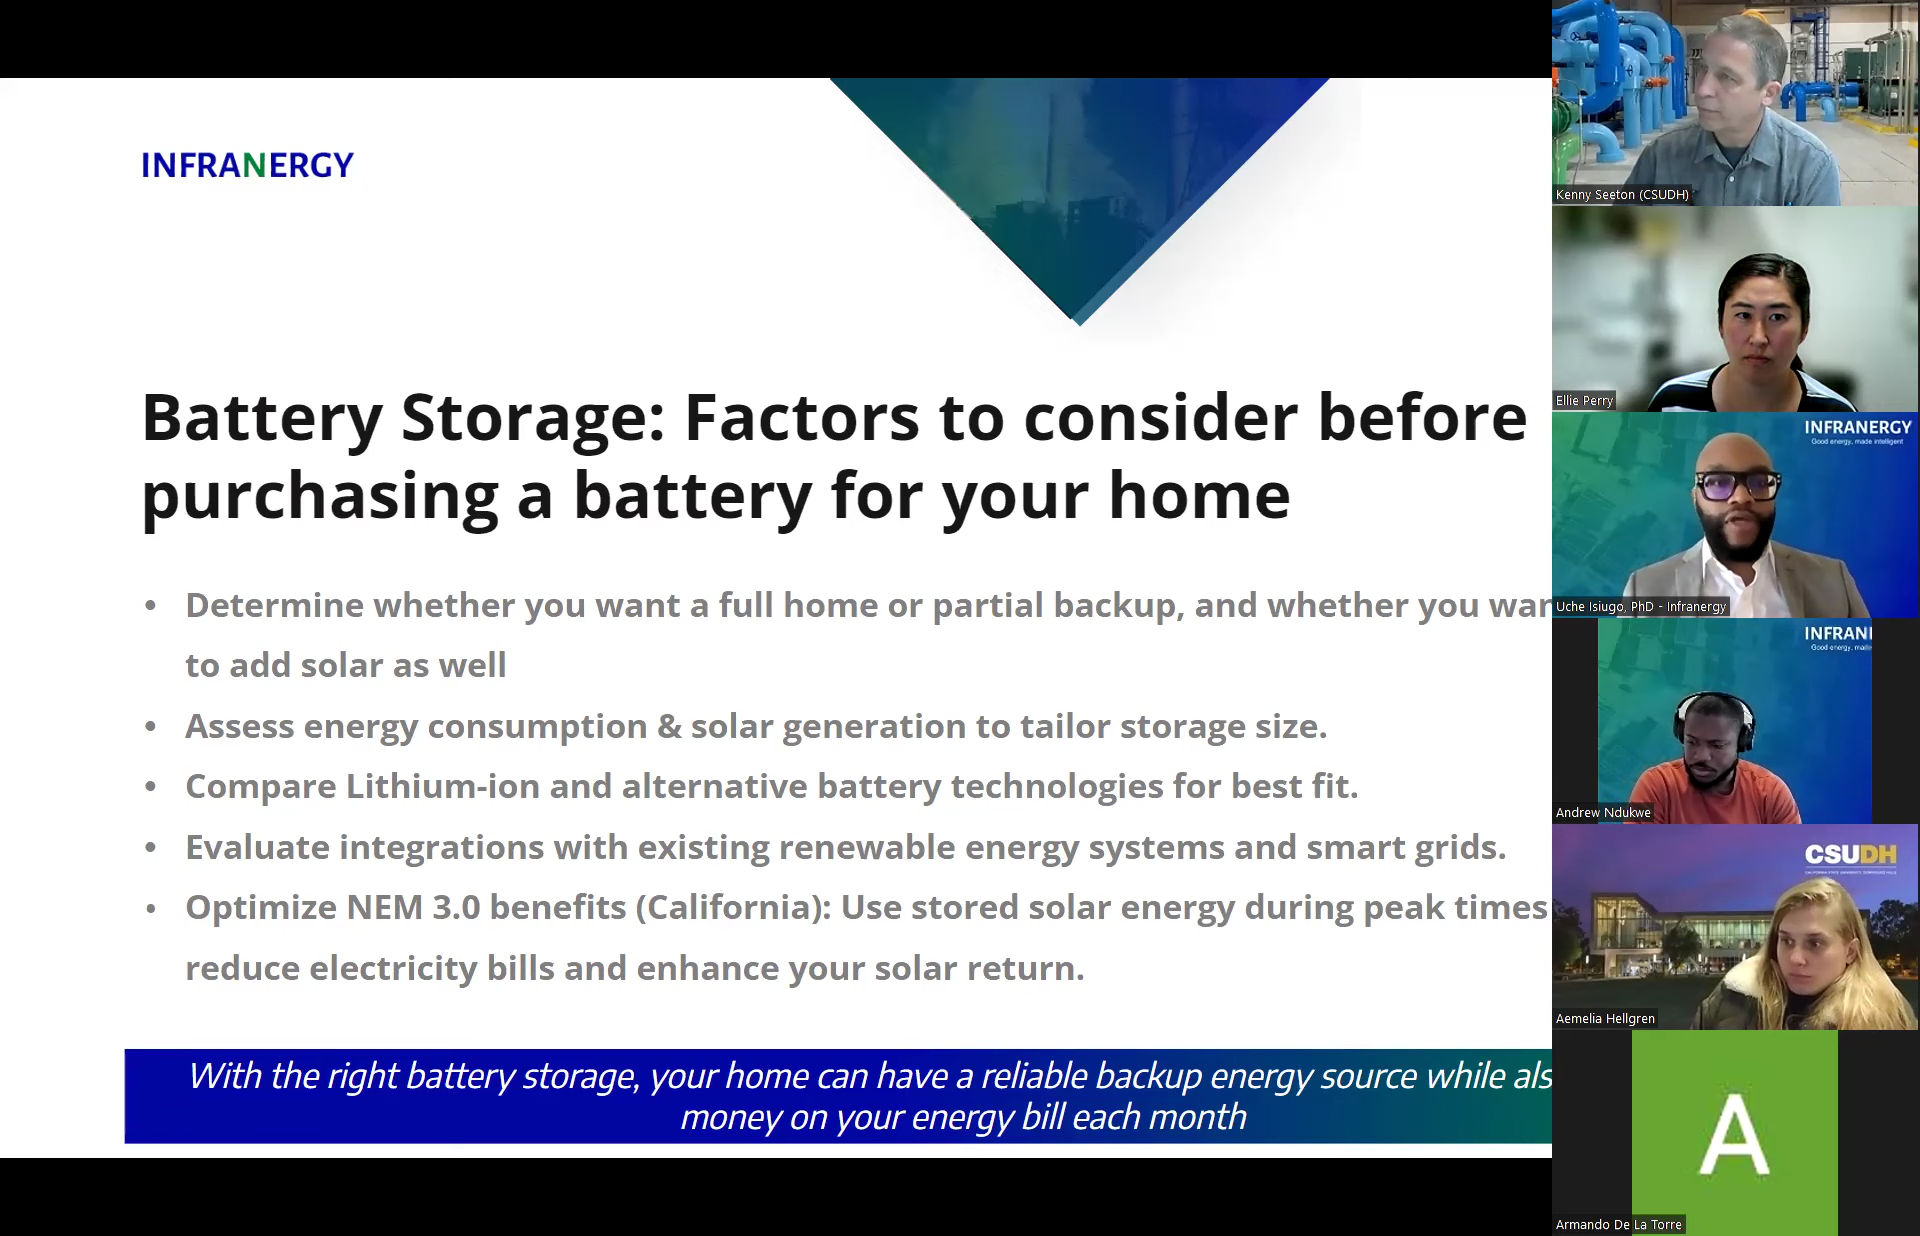 INFRANERGY
Battery Storage: Factors to consider before
purchasing a battery for your home
• Determine whether you want a full home or partial backup, and whether you
to add solar as well
• Assess energy consumption & solar generation to tailor storage size.
• Compare Lithium-ion and alternative battery technologies for best fit.
• Evaluate integrations with existing renewable energy systems and smart grids.
• Optimize NEM 3.0 benefits (California): Use stored solar energy during peak times
reduce electricity bills and enhance your solar return.
With the right battery storage, your home can have a reliable backup energy source while
money on your energy bill each month
Kenny Seeton (CSUDH)
Ellie Perry
INFRANERGY
Good energy, made intelligent
Uche Isiugo, PhD - Infranergy
Good energy,
Andrew Ndukwe
CSUDH
CALIFORNIA STATE UNIVERSITY, DOMINGUEZ HILLS
Aemelia Hellgren
A
Armando De La Torre